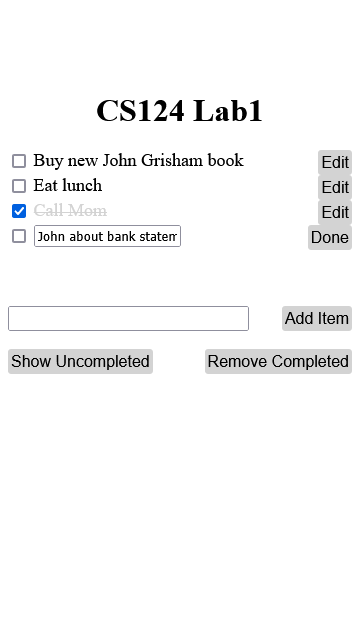 CS124 Lab1
Buy new John Grisham book Edit
Eat lunch Edit
Call Mom Edit
John about bank Done
Add Item
Show Uncompleted Remove Completed